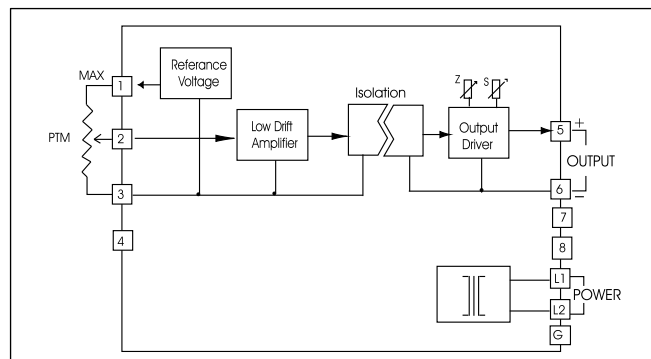 MAX
1
Referance
Voltage
PTM
2
Low Drift
Amplifier
Isolation
Z
S
Output
Driver
5
+
OUTPUT
3
6
−
4
7
8
L1
POWER
L2
G